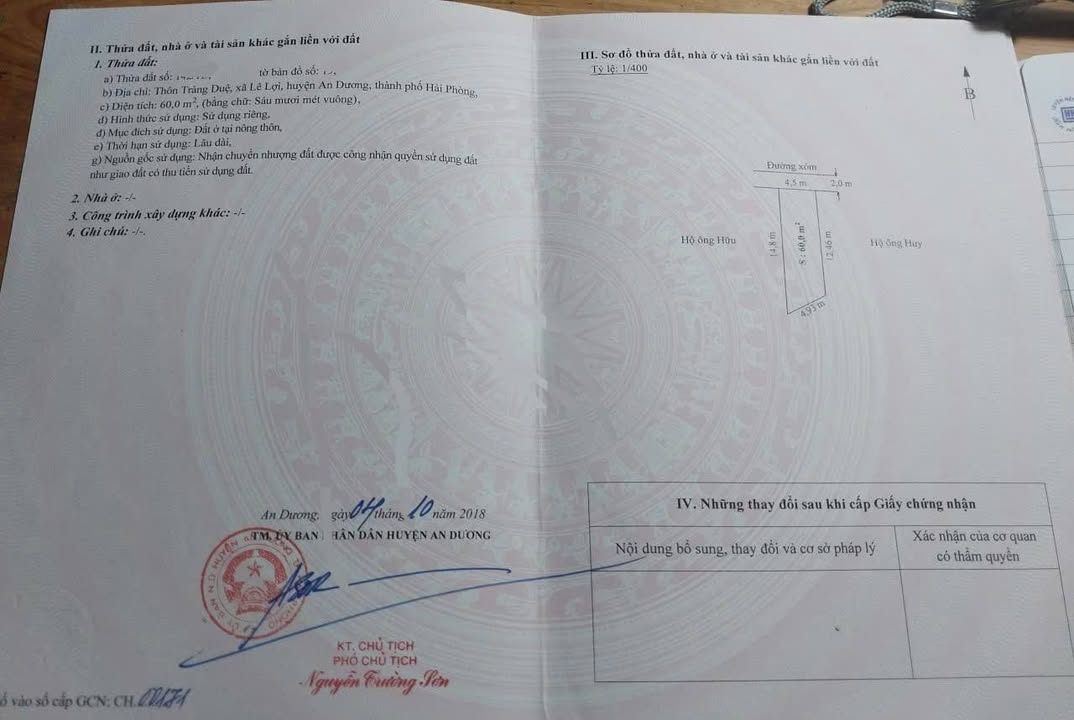 II. Thửa đất, nhà ở và tài sản khác gắn liền với đất
1. Thửa đất:
a) Thửa đất số: tờ bản đồ số:
b) Địa chỉ: Thôn Tràng Duệ, xã Lê Lợi, huyện An Dương, thành phố Hải Phòng,
c) Diện tích: 60,0 m², (bằng chữ: Sáu mươi mét vuông),
d) Hình thức sử dụng: Sử dụng riêng,
đ) Mục đích sử dụng: Đất ở tại nông thôn,
e) Thời hạn sử dụng: Lâu dài,
g) Nguồn gốc sử dụng: Nhận chuyển nhượng đất được công nhận quyền sử dụng đất
như giao đất có thu tiền sử dụng đất.
2. Nhà ở: -/-
3. Công trình xây dựng khác: -/-
4. Ghi chú: -/-.
An Dương, gày 04 tháng 10 năm 2018
TM. ỦY BAN HÂN DÂN HUYỆN AN DƯƠNG
KT. CHỦ TỊCH
PHÓ CHỦ TỊCH
Nguyễn Trường Sơn
ố vào sổ cấp GCN: CH.00171
III. Sơ đồ thửa đất, nhà ở và tài sản khác gắn liền với đất
Tỷ lệ: 1/400
B
Đường xóm
4,5 m 2,0 m
Hộ ông Hữu
14,8 m
S : 60,0 m²
12,46 m
Hộ ông Huy
4,93 m
IV. Những thay đổi sau khi cấp Giấy chứng nhận
Nội dung bổ sung, thay đổi và cơ sở pháp lý
Xác nhận của cơ quan
có thẩm quyền